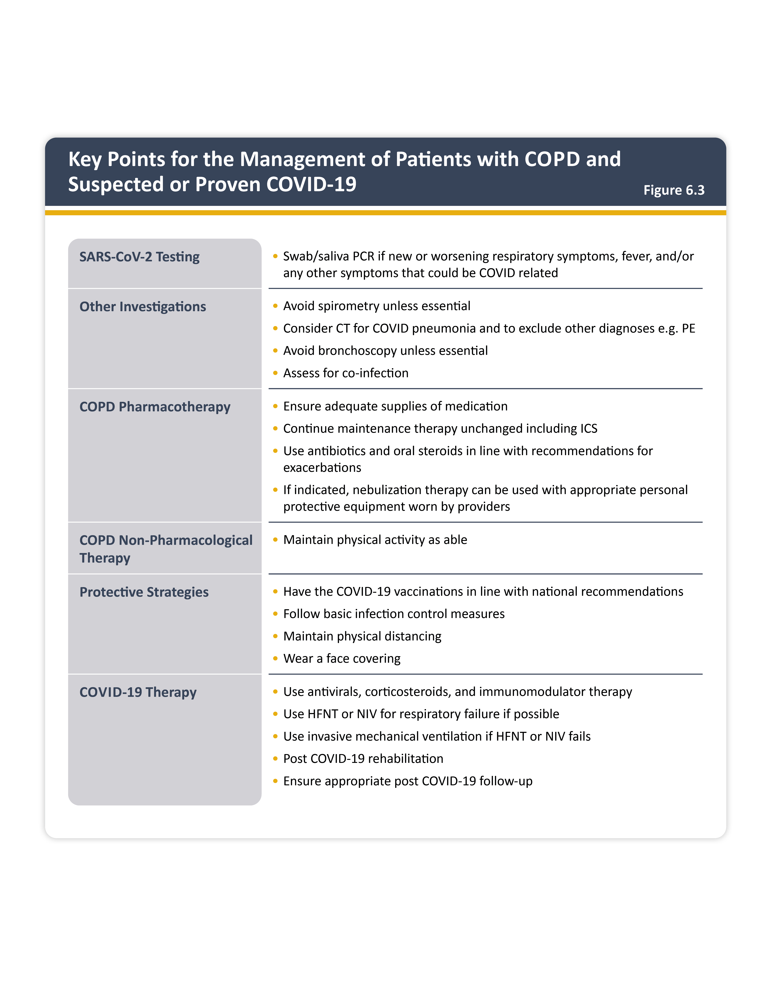 Key Points for the Management of Patients with COPD and
Suspected or Proven COVID-19
Figure 6.3
SARS-CoV-2 Testing
• Swab/saliva PCR if new or worsening respiratory symptoms, fever, and/or
any other symptoms that could be COVID related
Other Investigations
• Avoid spirometry unless essential
• Consider CT for COVID pneumonia and to exclude other diagnoses e.g. PE
• Avoid bronchoscopy unless essential
• Assess for co-infection
COPD Pharmacotherapy
• Ensure adequate supplies of medication
• Continue maintenance therapy unchanged including ICS
• Use antibiotics and oral steroids in line with recommendations for
exacerbations
• If indicated, nebulization therapy can be used with appropriate personal
protective equipment worn by providers
COPD Non-Pharmacological
Therapy
• Maintain physical activity as able
Protective Strategies
• Have the COVID-19 vaccinations in line with national recommendations
• Follow basic infection control measures
• Maintain physical distancing
• Wear a face covering
COVID-19 Therapy
• Use antivirals, corticosteroids, and immunomodulator therapy
• Use HFNT or NIV for respiratory failure if possible
• Use invasive mechanical ventilation if HFNT or NIV fails
• Post COVID-19 rehabilitation
• Ensure appropriate post COVID-19 follow-up